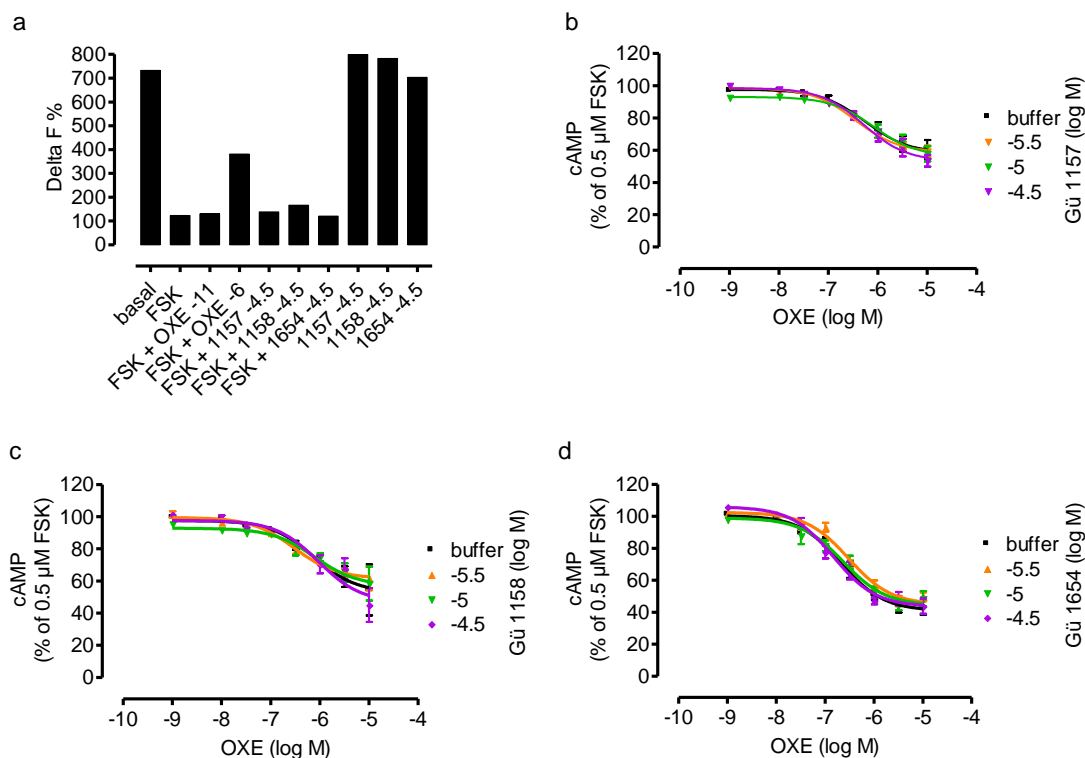 a
Delta F %
800
700
600
500
400
300
200
100
0
basal
FSK
FSK + OXE -11
FSK + OXE -6
FSK + 1157 -4.5
FSK + 1158 -4.5
FSK + 1654 -4.5
1157 -4.5
1158 -4.5
1654 -4.5
b
cAMP
(% of 0.5 µM FSK)
120
100
80
60
40
20
0
-10 -9 -8 -7 -6 -5 -4
OXE (log M)
buffer
-5.5
-5
-4.5
Gü 1157 (log M)
c
cAMP
(% of 0.5 µM FSK)
120
100
80
60
40
20
0
-10 -9 -8 -7 -6 -5 -4
OXE (log M)
buffer
-5.5
-5
-4.5
Gü 1158 (log M)
d
cAMP
(% of 0.5 µM FSK)
120
100
80
60
40
20
0
-10 -9 -8 -7 -6 -5 -4
OXE (log M)
buffer
-5.5
-5
-4.5
Gü 1654 (log M)